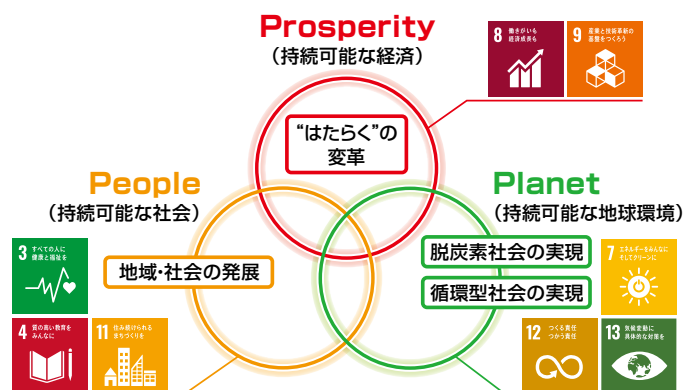 Prosperity
(持続可能な経済)
8 働きがいも
経済成長も
9 産業と技術革新の
基盤をつくろう
“はたらく”の
変革
People
(持続可能な社会)
Planet
(持続可能な地球環境)
3 すべての人に
健康と福祉を
地域・社会の発展
脱炭素社会の実現
循環型社会の実現
7 エネルギーをみんなに
そしてクリーンに
4 質の高い教育を
みんなに
11 住み続けられる
まちづくりを
12 つくる責任
つかう責任
13 気候変動に
具体的な対策を